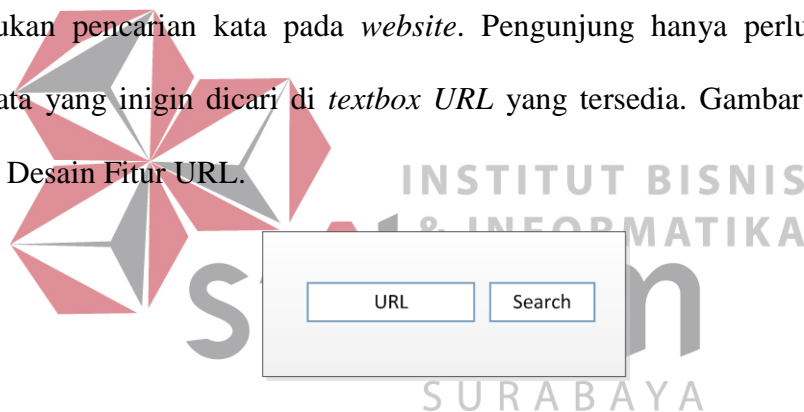 ukan pencarian kata pada website. Pengunjung hanya perlu
ata yang inigin dicari di textbox URL yang tersedia. Gambar
Desain Fitur URL.
INSTITUT BISNIS
& INFORMATIKA
URL Search
SURABAYA